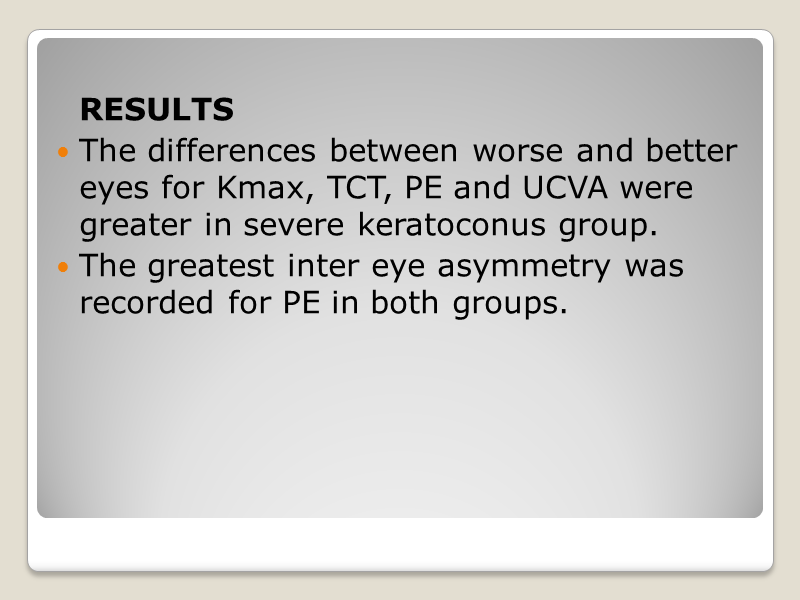 RESULTS
• The differences between worse and better
eyes for Kmax, TCT, PE and UCVA were
greater in severe keratoconus group.
• The greatest inter eye asymmetry was
recorded for PE in both groups.